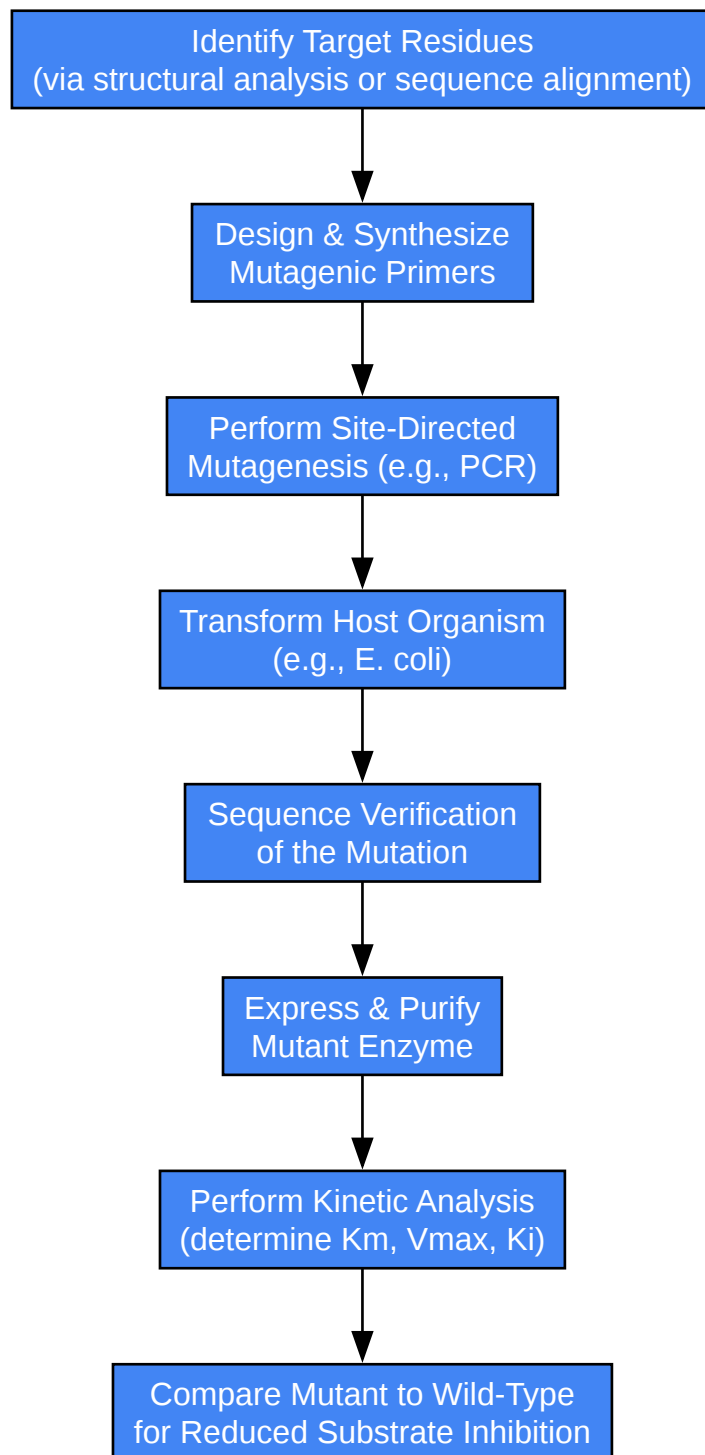 Identify Target Residues
(via structural analysis or sequence alignment)
Design & Synthesize
Mutagenic Primers
Perform Site-Directed
Mutagenesis (e.g., PCR)
Transform Host Organism
(e.g., E. coli)
Sequence Verification
of the Mutation
Express & Purify
Mutant Enzyme
Perform Kinetic Analysis
(determine Km, Vmax, Ki)
Compare Mutant to Wild-Type
for Reduced Substrate Inhibition